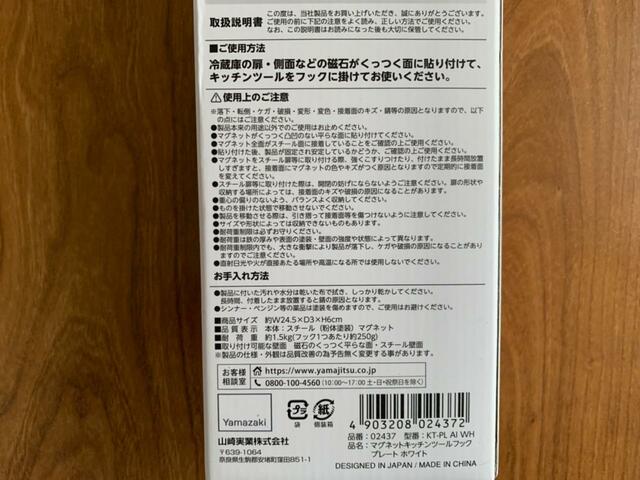 取扱説明書
この度は、当社製品をお買い上げいただき、誠にありがとうございます。
ご使用の前に下記の注意をよく読み、正しい方法でご使用ください。
なお、この説明書はお読みになった後も大切に保管してください。
■ご使用方法
冷蔵庫の扉・側面などの磁石がくっつく面に貼り付けて、
キッチンツールをフックに掛けてお使いください。
⚠使用上のご注意
※落下・転倒・ケガ・破損・変形・変色・接着面のキズ・錆等の原因となりますので、以下
の点にはご注意ください。
●製品本来の用途以外でのご使用はお止めください。
●マグネットがくっつく凸凹のない平らな面に貼り付けてください。
●マグネット全面がスチール面に接着していることをご確認の上ご使用ください。
●貼り付けた後、製品が固定され安定しているかどうか、ご確認の上ご使用ください。
●マグネットをスチール扉等に取り付ける際、強くこすりつけたり、付けたまま長時間放置
しすぎますと、接着面にマグネットの色やキズがつく原因となりますので定期的に接着面
を変えてください。
●スチール扉等に取り付けた際は、開閉の妨げにならないようご注意ください。扉の形状や
収納する場所によっては、接着面のキズや破損の原因になることがあります。
●重心の偏りのないよう、バランスよく収納してください。
●ものを掛けた状態で移動させないでください。
●製品を移動させる際は、引き摺って接着面等を傷つけないように注意してください。
●サイズや形状によっては収納できないものもあります。
●耐荷重制限は必ずお守りください。
●耐荷重は鉄の厚みや表面の塗装・壁面の強度や状態によって異なります。
●耐荷重制限内でも、大きな衝撃により製品が落下し、ケガや破損の原因になることがあり
ますのでご注意ください。
●直射日光や火が直接あたる場所や高温になる所では使用しないでください。
お手入れ方法
●製品に付いた汚れや水分は乾いた布で拭き、しっかり乾かしてください。
長時間、付着したまま放置すると錆の原因となります。
●シンナー・ベンジン等の薬品は塗装を傷めますので、ご使用はお避けください。
■商品サイズ 約W24.5×D3×H6cm
■品質表示 本体:スチール(粉体塗装) マグネット
■耐荷重 約1.5kg(フック1つあたり約250g)
■取り付け可能な壁面 磁石のくっつく平らな面・スチール壁面
※製品の仕様・外観は品質改善の為予告無く変更する事があります。
お客様
相談室
https://www.yamajitsu.co.jp
0800-100-4560 (10:00〜17:00 土・日・祝祭日を除く)
Yamazaki
プラ
袋
紙
個装箱
4 903208 024372
山崎実業株式会社
〒639-1064
奈良県生駒郡安堵町窪田851-1
品番:02437 型番:KT-PL AI WH
品名:マグネットキッチンツールフック
プレート ホワイト
DESIGNED IN JAPAN / MADE IN CHINA